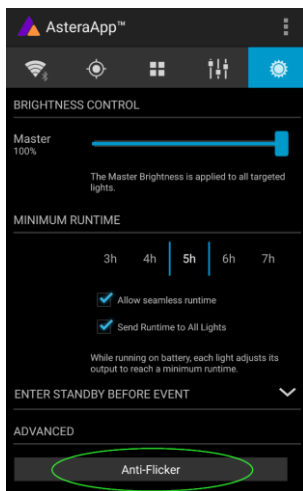 AsteraApp™
BRIGHTNESS CONTROL
Master
100%
The Master Brightness is applied to all targeted
lights.
MINIMUM RUNTIME
3h 4h 5h 6h 7h
Allow seamless runtime
Send Runtime to All Lights
While running on battery, each light adjusts its
output to reach a minimum runtime.
ENTER STANDBY BEFORE EVENT
ADVANCED
Anti-Flicker